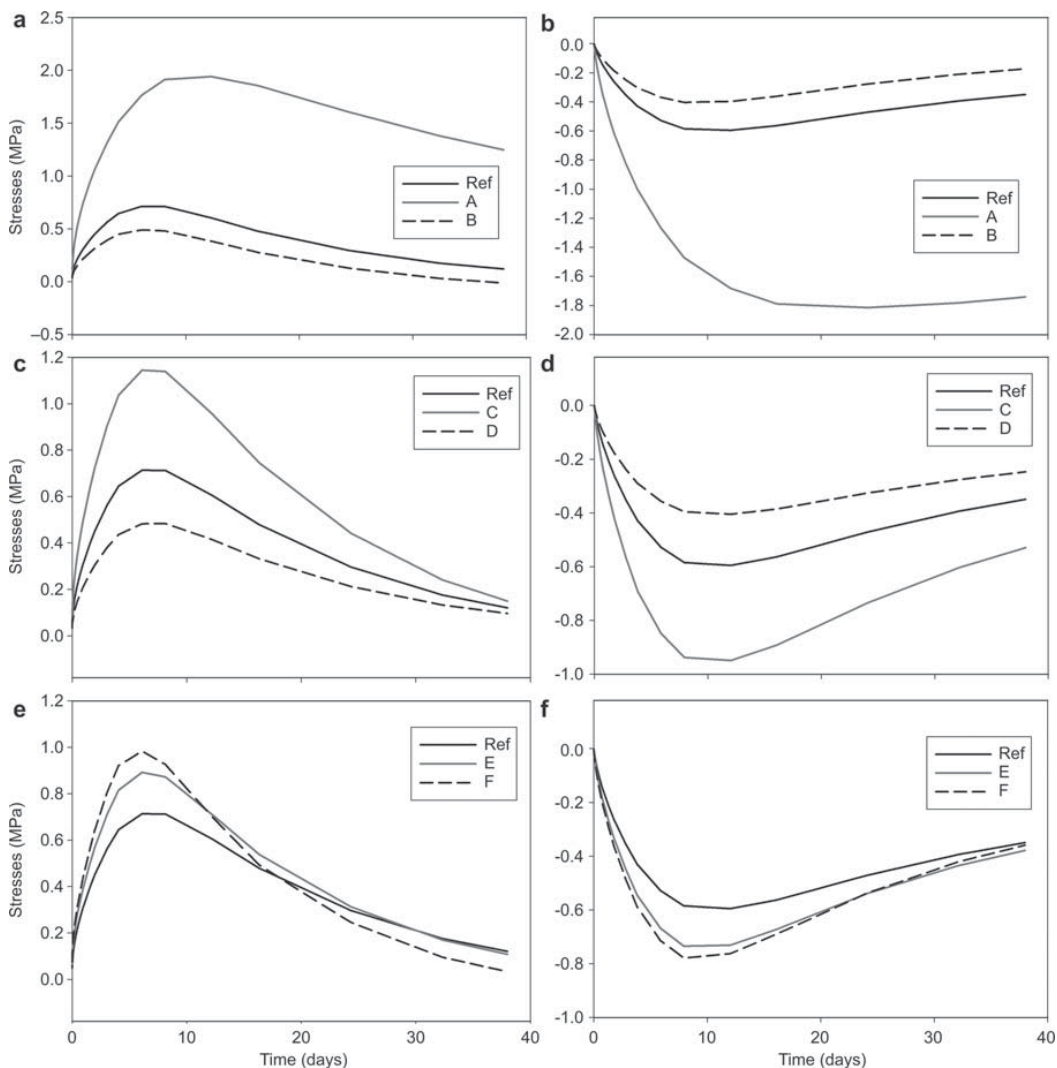 a
2.5
2.0
1.5
1.0
0.5
0.0
–0.5
Stresses (MPa)
Ref
A
B
b
0.0
-0.2
-0.4
-0.6
-0.8
-1.0
-1.2
-1.4
-1.6
-1.8
-2.0
Ref
A
B
0
10
20
30
40
c
1.2
1.0
0.8
0.6
0.4
0.2
0.0
Stresses (MPa)
Ref
C
D
d
0.0
-0.2
-0.4
-0.6
-0.8
-1.0
Ref
C
D
e
1.2
1.0
0.8
0.6
0.4
0.2
0.0
Stresses (MPa)
Ref
E
F
0
10
20
30
40
Time (days)
f
0.0
-0.2
-0.4
-0.6
-0.8
-1.0
Ref
E
F
0
10
20
30
40
Time (days)